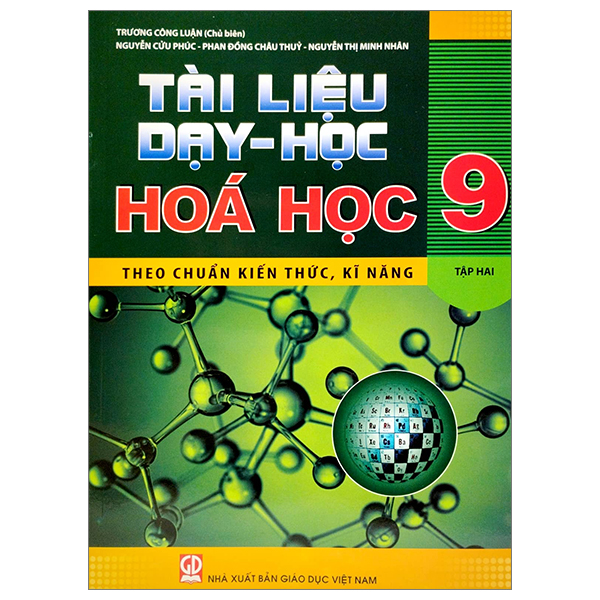 TRƯƠNG CÔNG LUẬN (Chủ biên)
NGUYỄN CỬU PHÚC - PHAN ĐỒNG CHÂU THUỶ - NGUYỄN THỊ MINH NHÂN
TÀI LIỆU
DẠY-HỌC
HOÁ HỌC 9
THEO CHUẨN KIẾN THỨC, KĨ NĂNG
TẬP HAI
GD
NHÀ XUẤT BẢN GIÁO DỤC VIỆT NAM